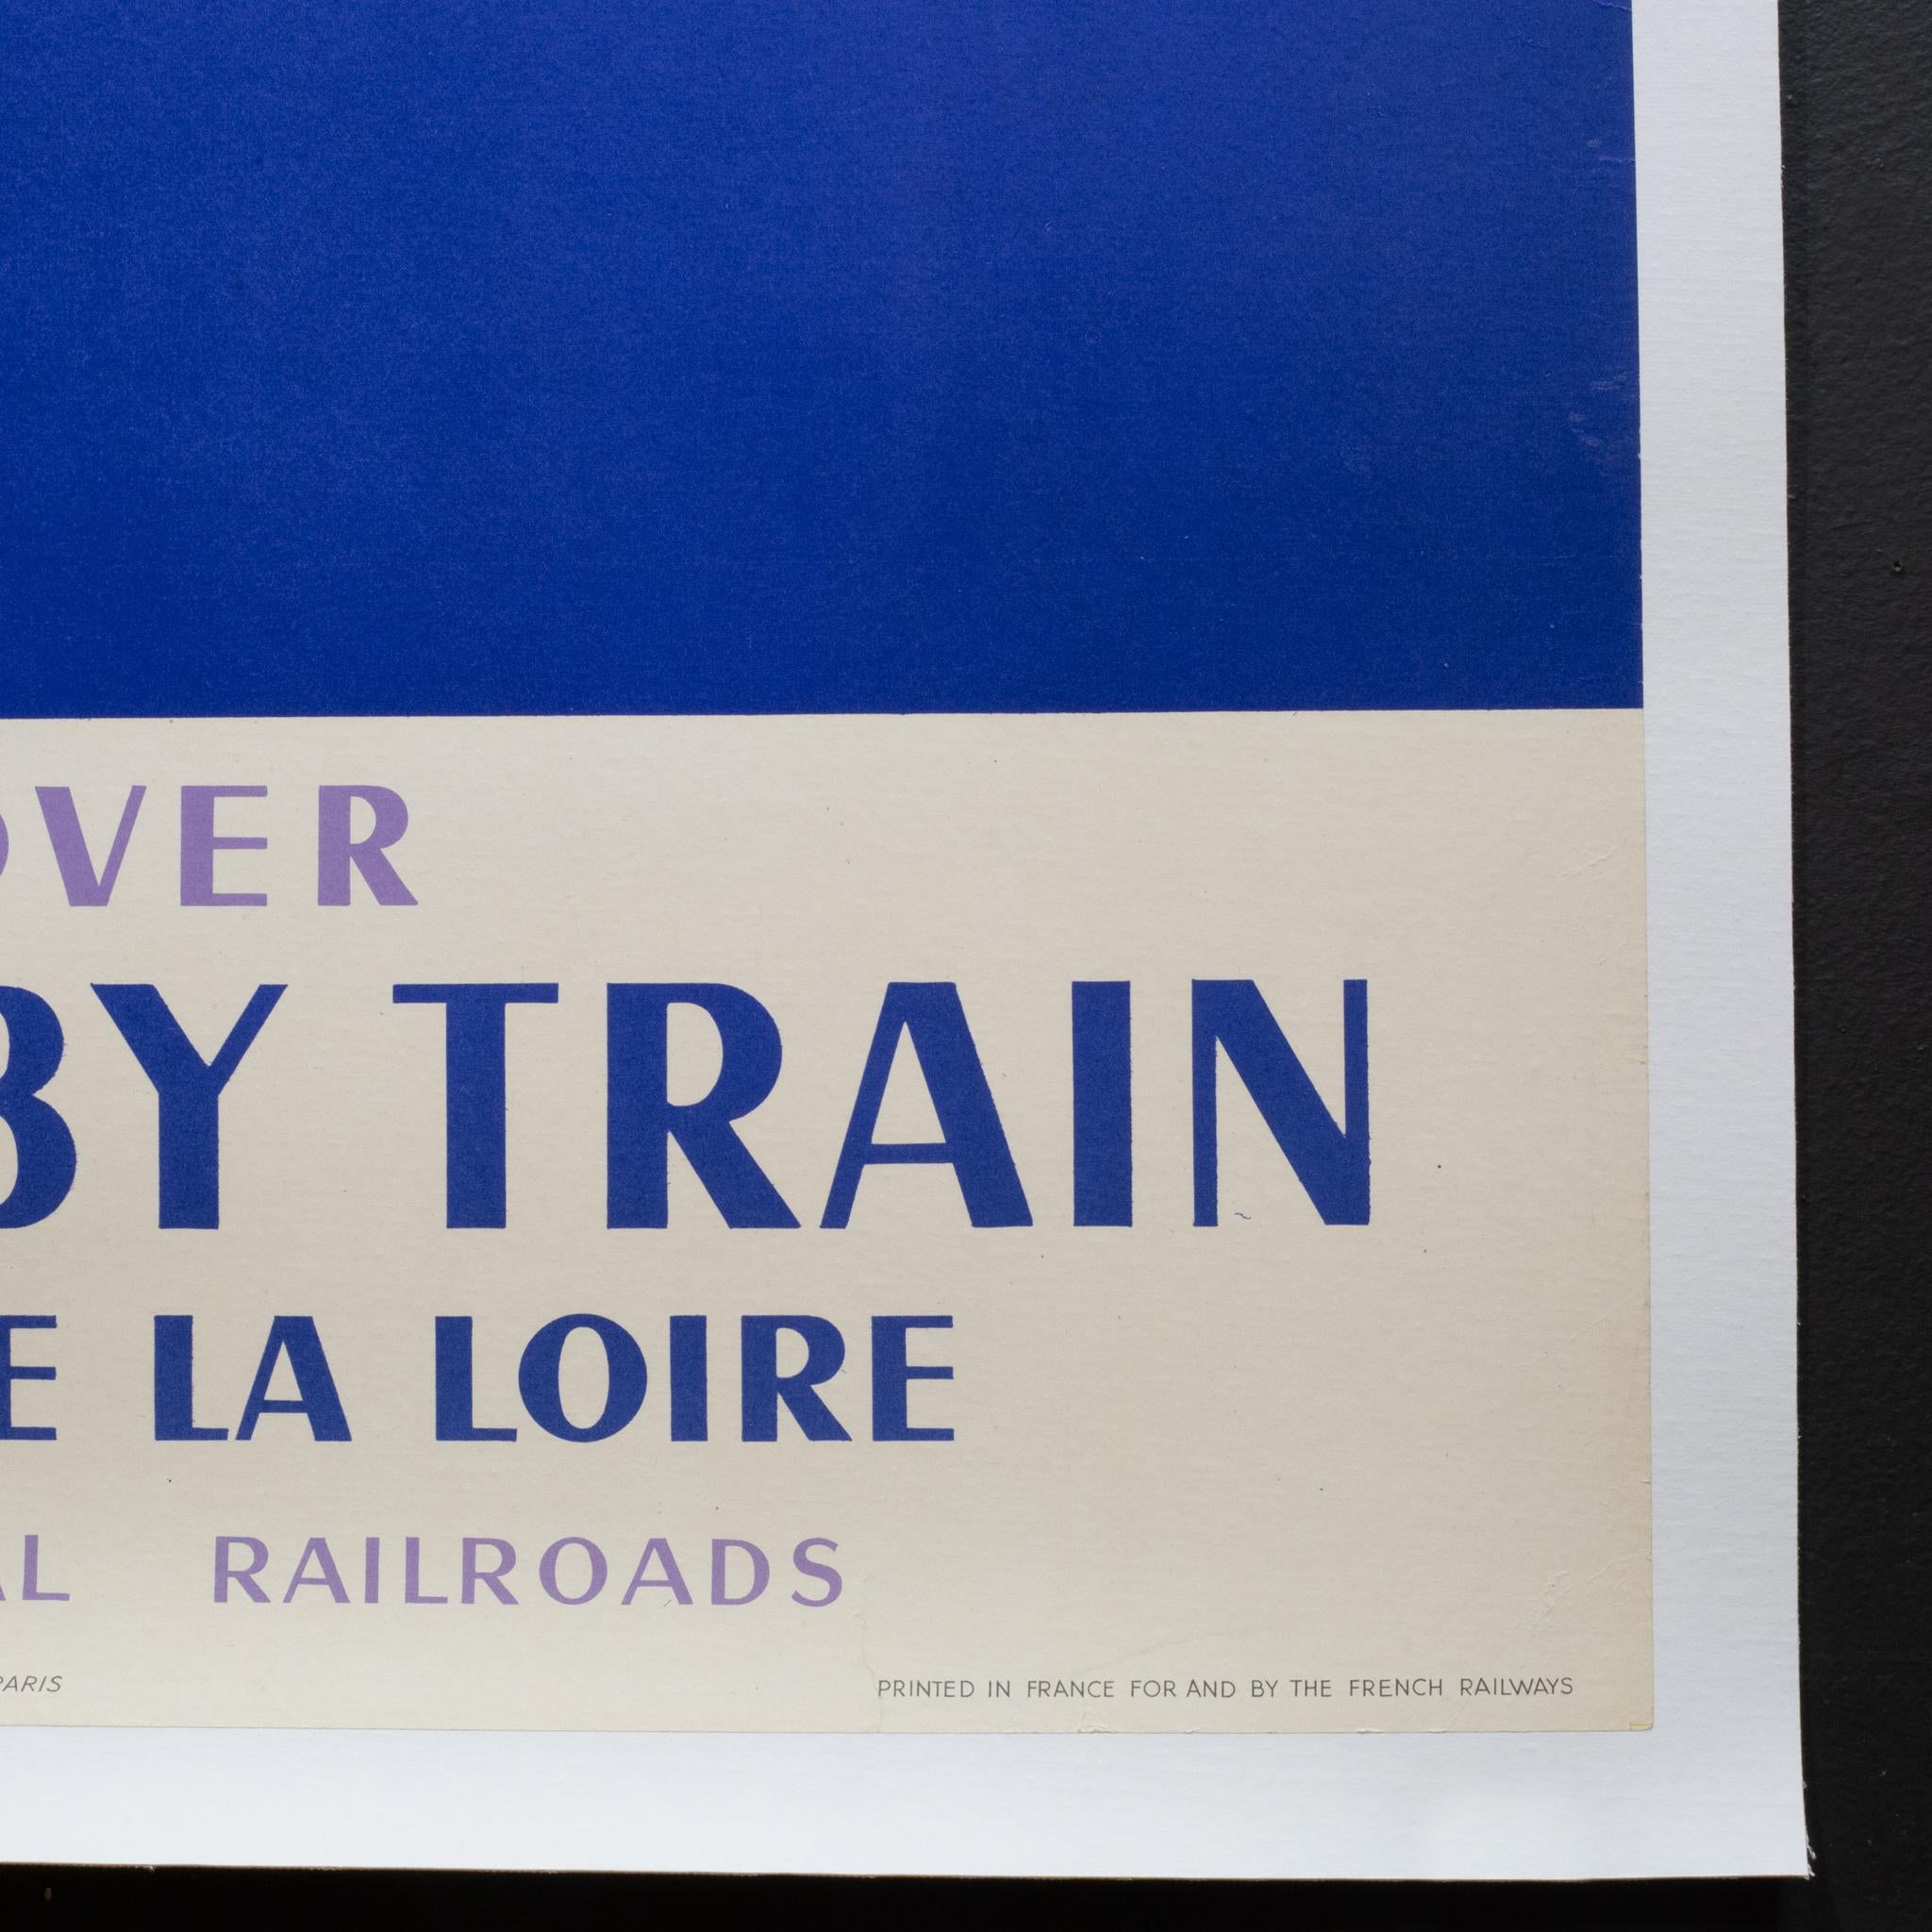 OVER
BY TRAIN
E LA LOIRE
AL RAILROADS
PARIS
PRINTED IN FRANCE FOR AND BY THE FRENCH RAILWAYS